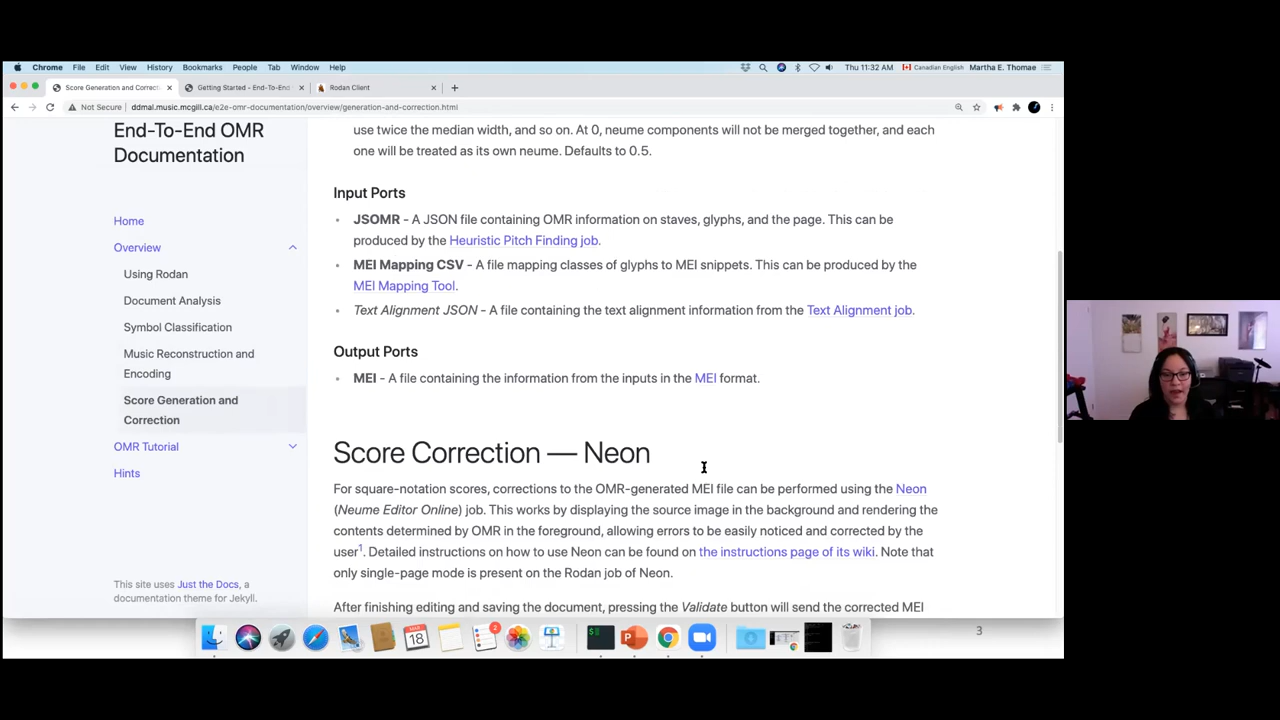 Chrome File Edit View History Bookmarks People Tab Window Help Thu 11:32 AM Canadian English Martha E. Thomae
Score Generation and Correct Getting Started - End-To-End Rodan Client
Not Secure ddmal.music.mcgill.ca/e2e-omr-documentation/overview/generation-and-correction.html
End-To-End OMR
Documentation
Home
Overview
Using Rodan
Document Analysis
Symbol Classification
Music Reconstruction and
Encoding
Score Generation and
Correction
OMR Tutorial
Hints
This site uses Just the Docs, a
documentation theme for Jekyll.
use twice the median width, and so on. At 0, neume components will not be merged together, and each
one will be treated as its own neume. Defaults to 0.5.
Input Ports
JSOMR - A JSON file containing OMR information on staves, glyphs, and the page. This can be
produced by the Heuristic Pitch Finding job.
MEI Mapping CSV - A file mapping classes of glyphs to MEI snippets. This can be produced by the
MEI Mapping Tool.
Text Alignment JSON - A file containing the text alignment information from the Text Alignment job.
Output Ports
MEI - A file containing the information from the inputs in the MEI format.
Score Correction — Neon
For square-notation scores, corrections to the OMR-generated MEI file can be performed using the Neon
(Neume Editor Online) job. This works by displaying the source image in the background and rendering the
contents determined by OMR in the foreground, allowing errors to be easily noticed and corrected by the
user1. Detailed instructions on how to use Neon can be found on the instructions page of its wiki. Note that
only single-page mode is present on the Rodan job of Neon.
After finishing editing and saving the document, pressing the Validate button will send the corrected MEI
MAR
18
2
3